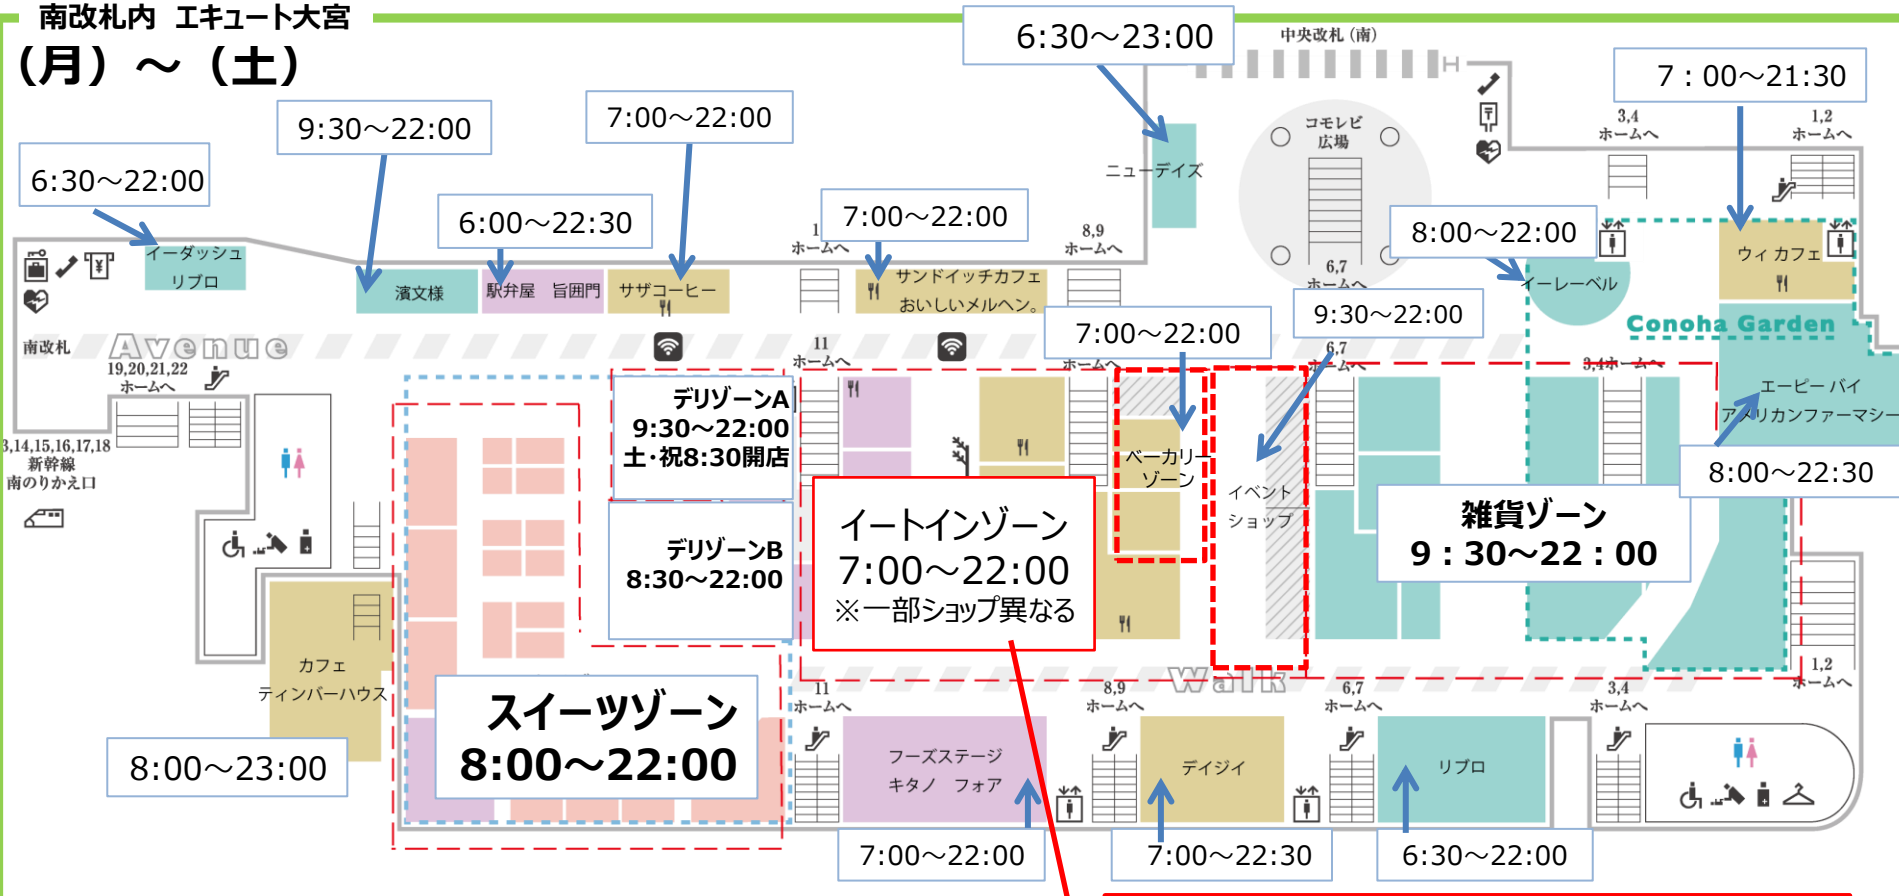 南改札内 エキュート大宮
（月）～（土）
6:30～23:00
中央改札（南）
7：00～21:30
9:30～22:00
7:00～22:00
コモレビ
広場
3,4
ホームへ
1,2
ホームへ
6:30～22:00
ニューデイズ
6:00～22:30
7:00～22:00
8:00～22:00
1
ホームへ
8,9
ホームへ
6,7
ホームへ
イーダッシュ
リブロ
濱文様
駅弁屋 旨囲門
サザコーヒー
サンドイッチカフェ
おいしいメルヘン。
イーレーベル
ウィ カフェ
Conoha Garden
7:00～22:00
9:30～22:00
南改札
Avenue
19,20,21,22
ホームへ
11
ホームへ
ホームへ
6,7
ホームへ
3,4ホームへ
デリゾーンA
9:30～22:00
土・祝8:30開店
エーピー バイ
アメリカンファーマシー
3,14,15,16,17,18
新幹線
南のりかえ口
ベーカリー
ゾーン
イベント
ショップ
8:00～22:30
デリゾーンB
8:30～22:00
イートインゾーン
7:00～22:00
※一部ショップ異なる
雑貨ゾーン
9：30～22：00
カフェ
ティンバーハウス
8:00～23:00
スイーツゾーン
8:00～22:00
Walk
11
ホームへ
8,9
ホームへ
6,7
ホームへ
3,4
ホームへ
1,2
ホームへ
フーズステージ
キタノ フォア
デイジイ
リブロ
7:00～22:00
7:00～22:30
6:30～22:00